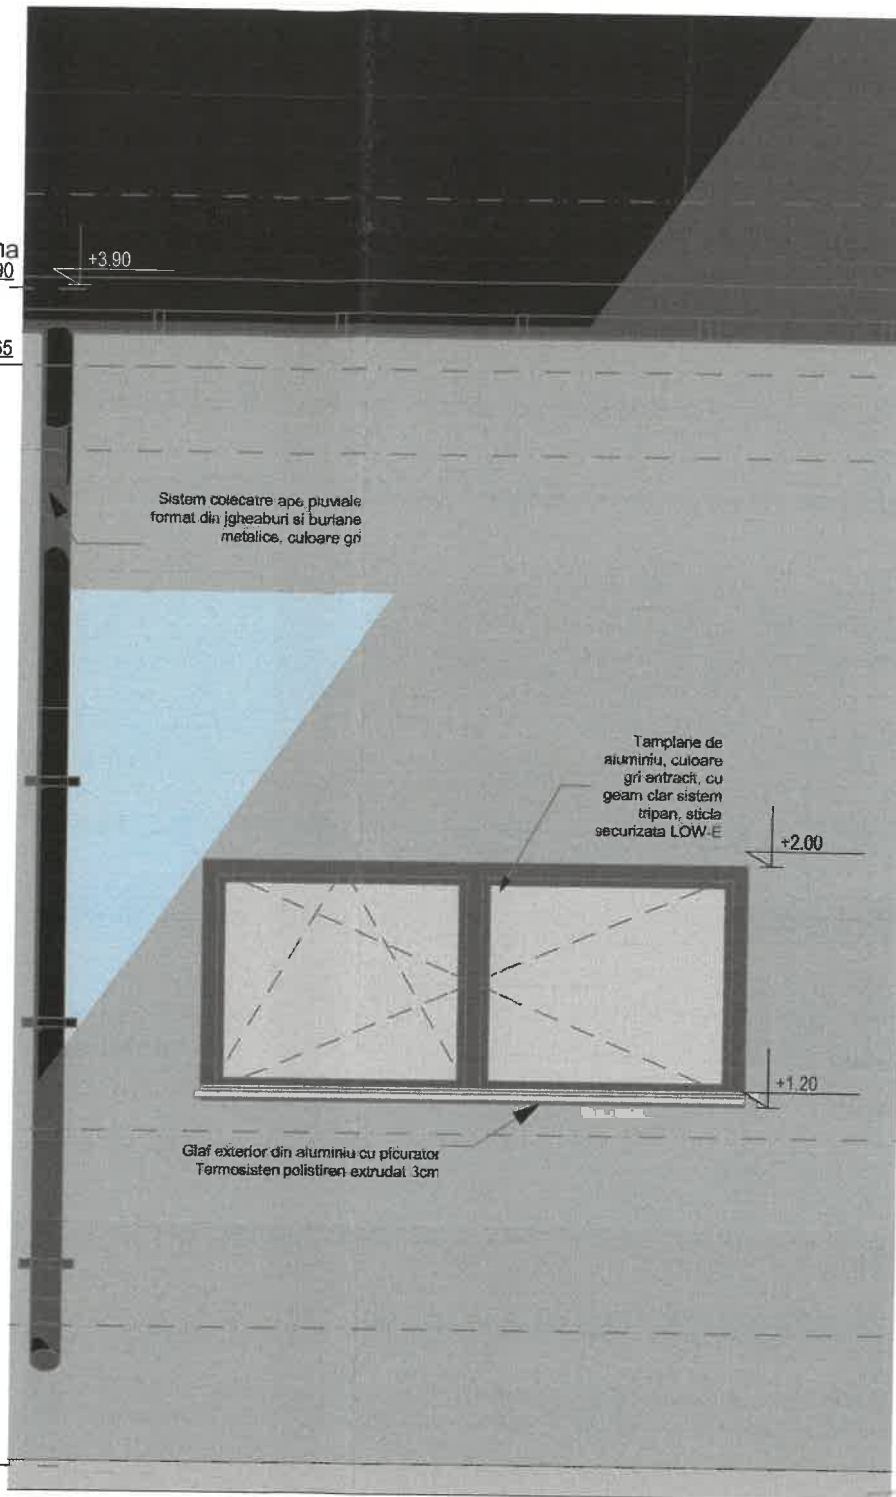 +3.90
Sistem colecatre ape pluviale
format din jgheaburi si burlane
metalice, culoare gri
Tamplarie de
aluminiu, culoare
gri antracit, cu
geam clar sistem
tripan, sticla
securizata LOW-E
+2.00
+1.20
Glaf exterior din aluminiu cu picurator
Termosisten polistiren extrudat 3cm